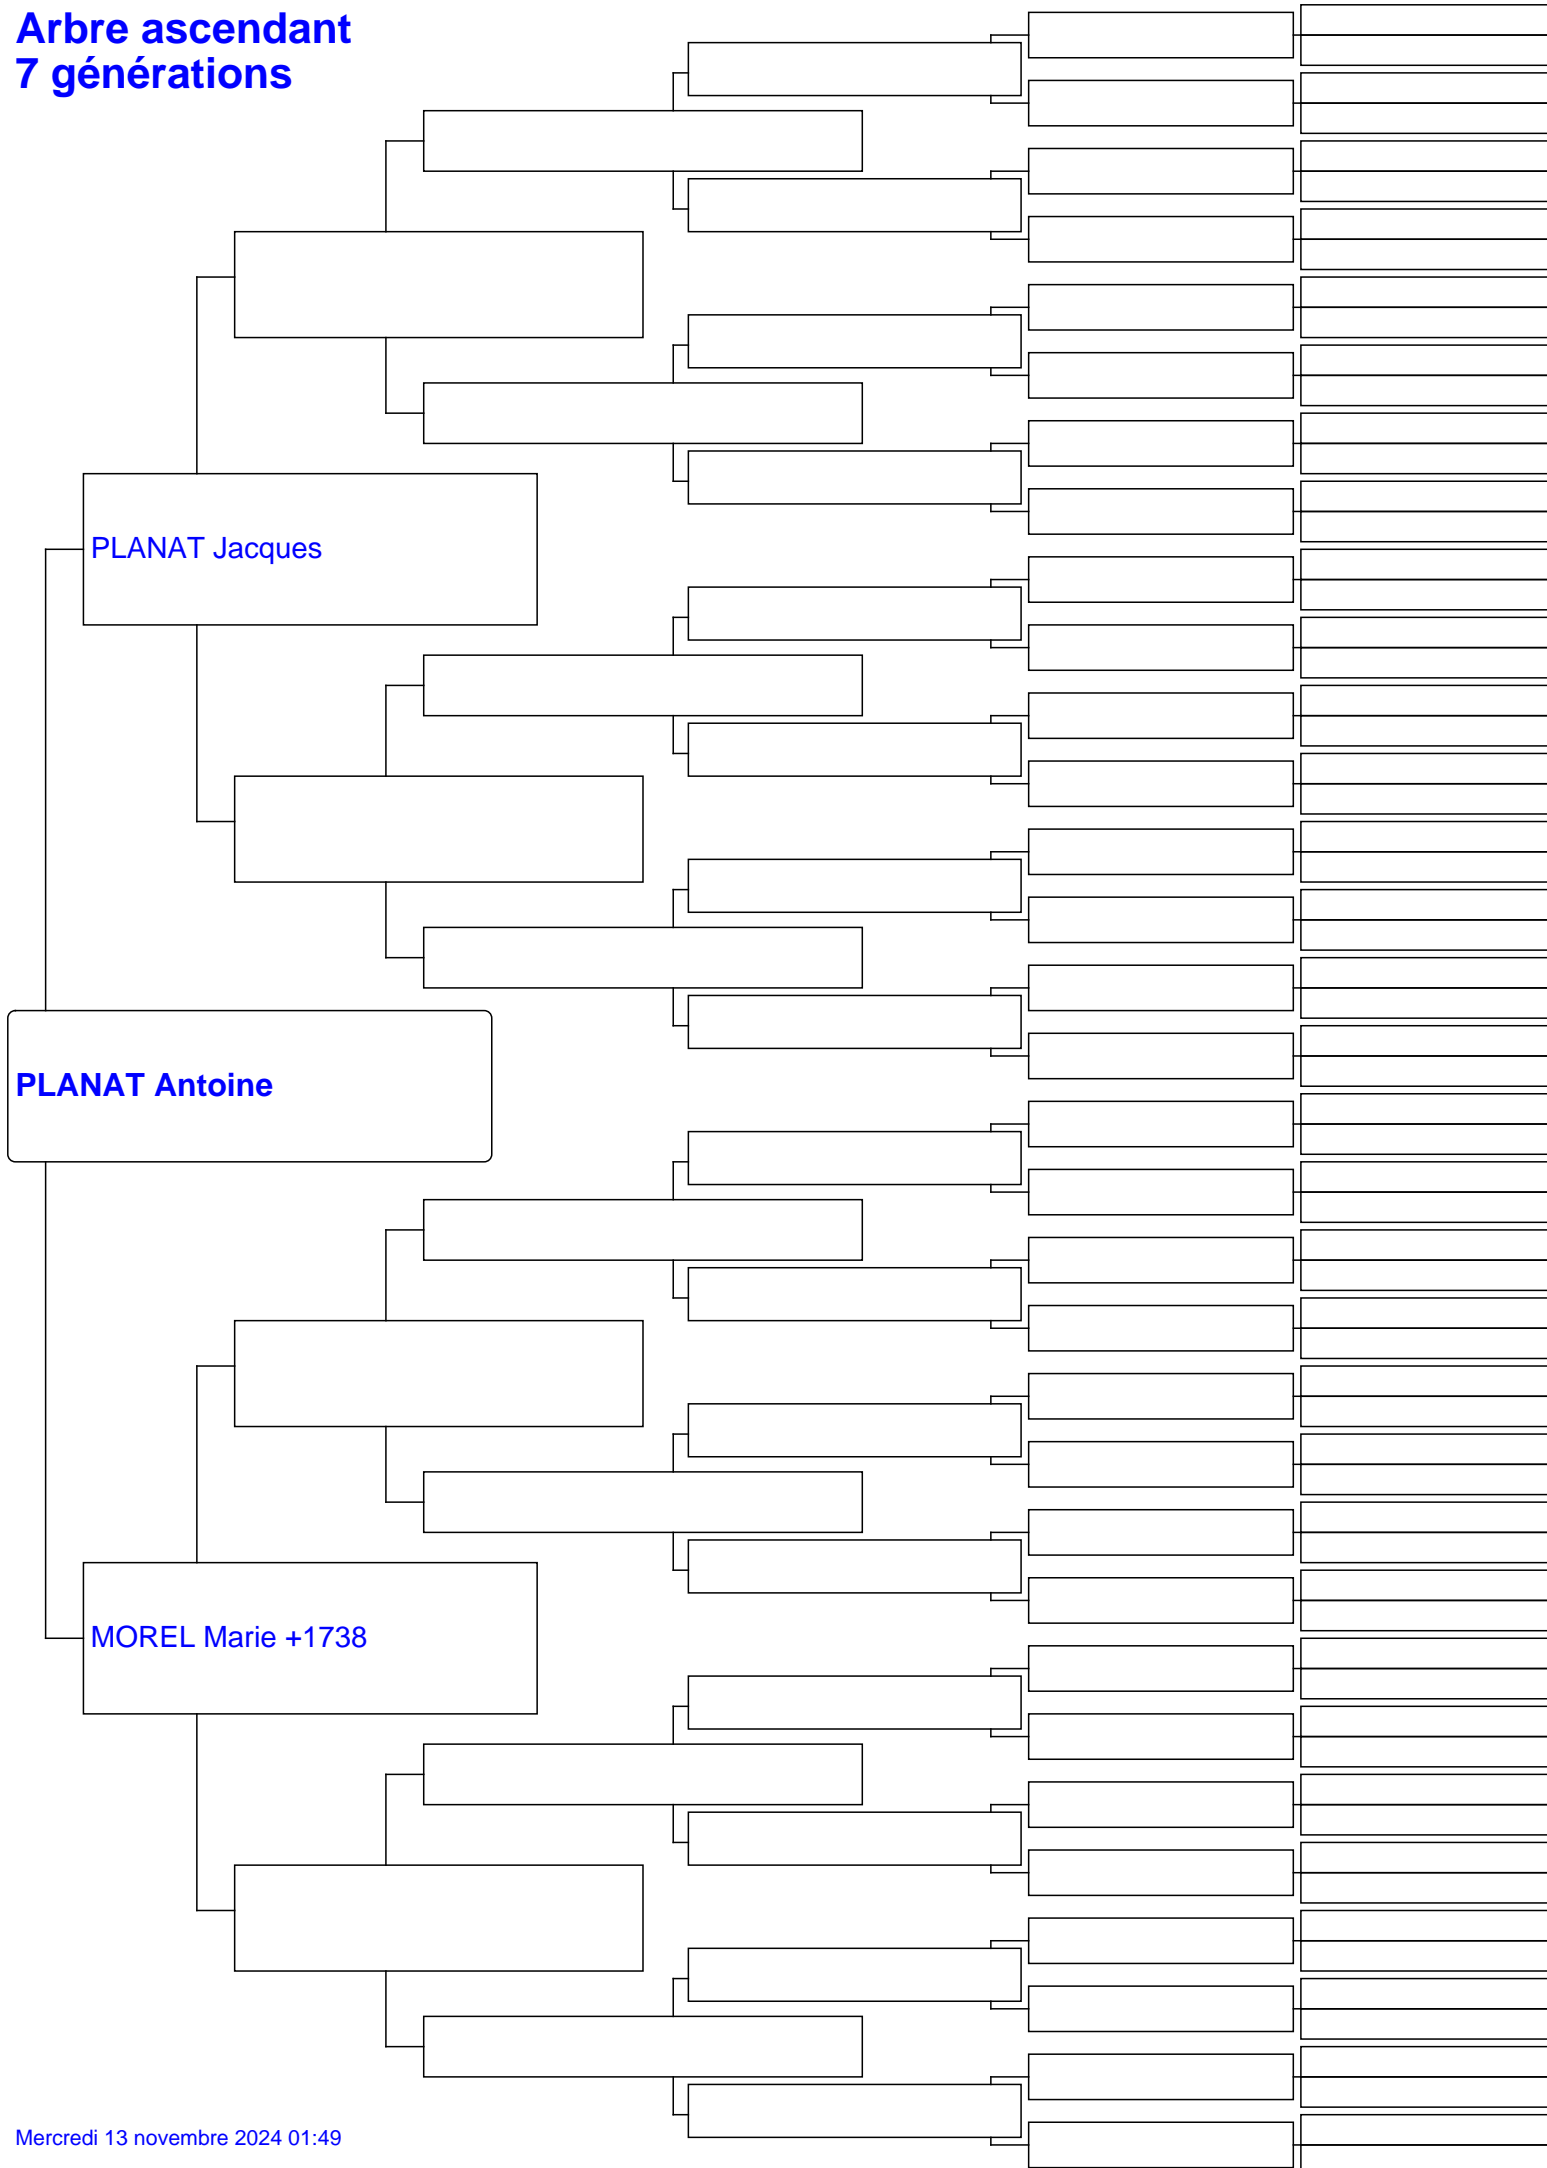 Arbre ascendant
7 générations
PLANAT Jacques
PLANAT Antoine
MOREL Marie +1738
Mercredi 13 novembre 2024 01:49